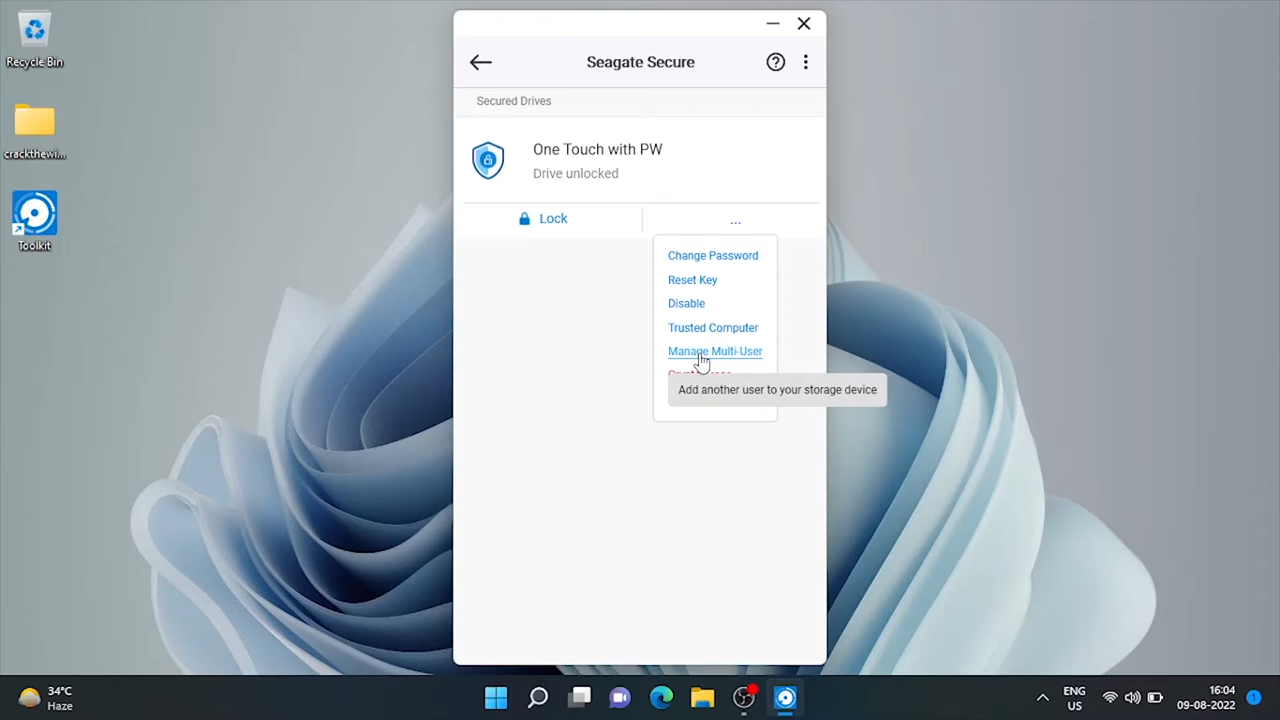 Recycle Bin
crackthewi...
Toolkit
Seagate Secure
Secured Drives
One Touch with PW
Drive unlocked
Lock
...
Change Password
Reset Key
Disable
Trusted Computer
Manage Multi-User
Add another user to your storage device
34°C
Haze
ENG
US
16:04
09-08-2022
1